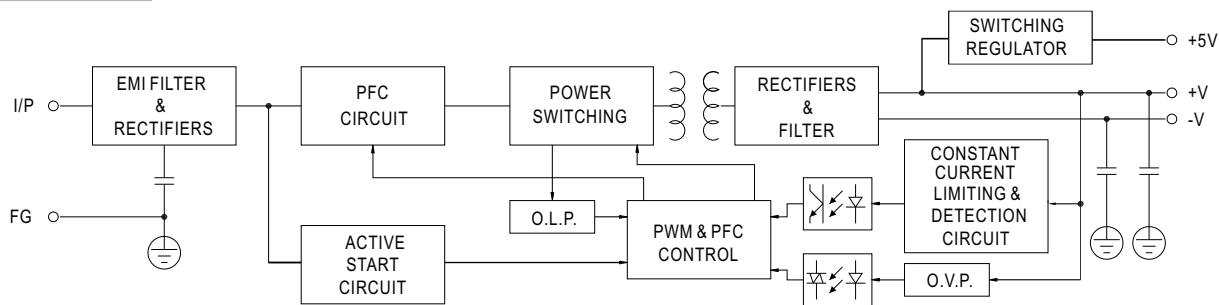 SWITCHING
REGULATOR
+5V
I/P
EMI FILTER
&
RECTIFIERS
PFC
CIRCUIT
POWER
SWITCHING
RECTIFIERS
&
FILTER
+V
-V
FG
O.L.P.
PWM & PFC
CONTROL
CONSTANT
CURRENT
LIMITING &
DETECTION
CIRCUIT
ACTIVE
START
CIRCUIT
O.V.P.